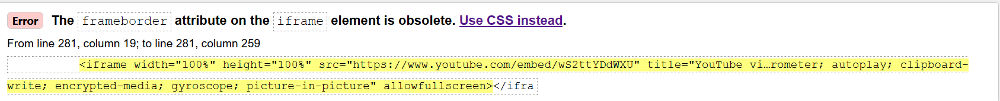 Error The frameborder attribute on the iframe element is obsolete. Use CSS instead.
From line 281, column 19; to line 281, column 259
<iframe width="100%" height="100%" src="https://www.youtube.com/embed/wS2ttYDdWXU" title="YouTube vi…rometer; autoplay; clipboard-
write; encrypted-media; gyroscope; picture-in-picture" allowfullscreen></ifra